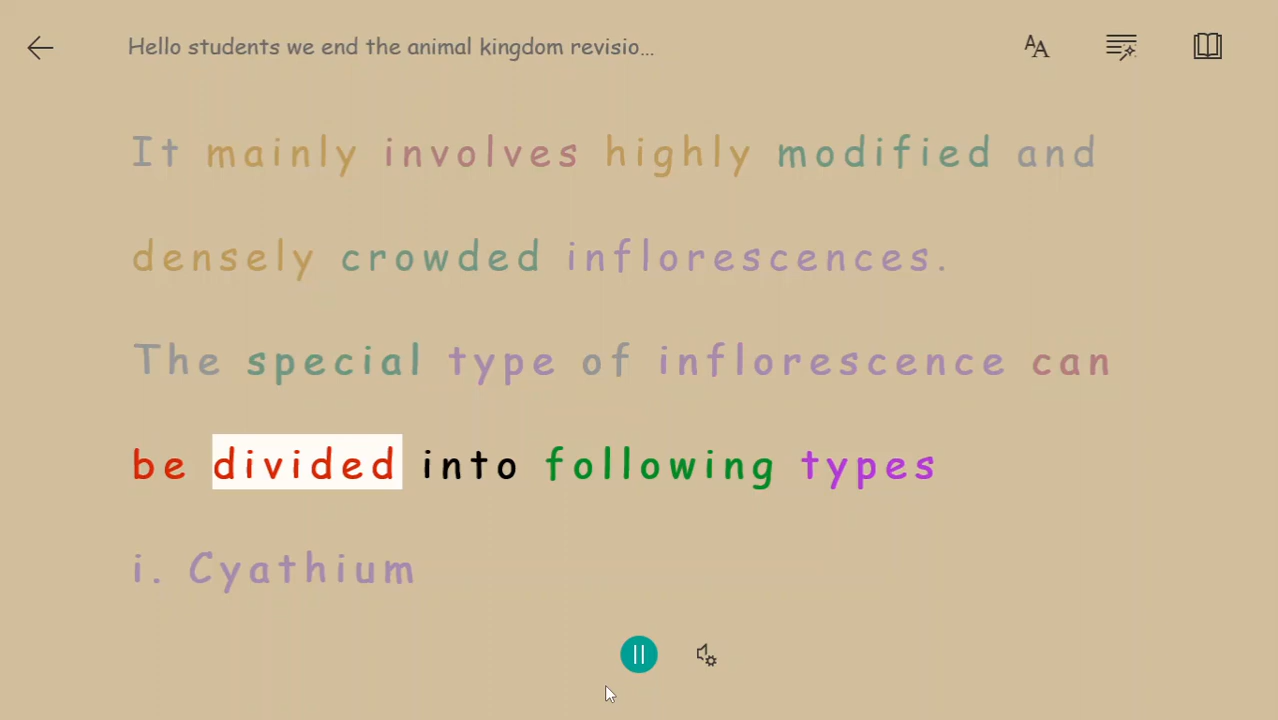 Hello students we end the animal kingdom revisio...
It mainly involves highly modified and
densely crowded inflorescences.
The special type of inflorescence can
be divided into following types
i. Cyathium